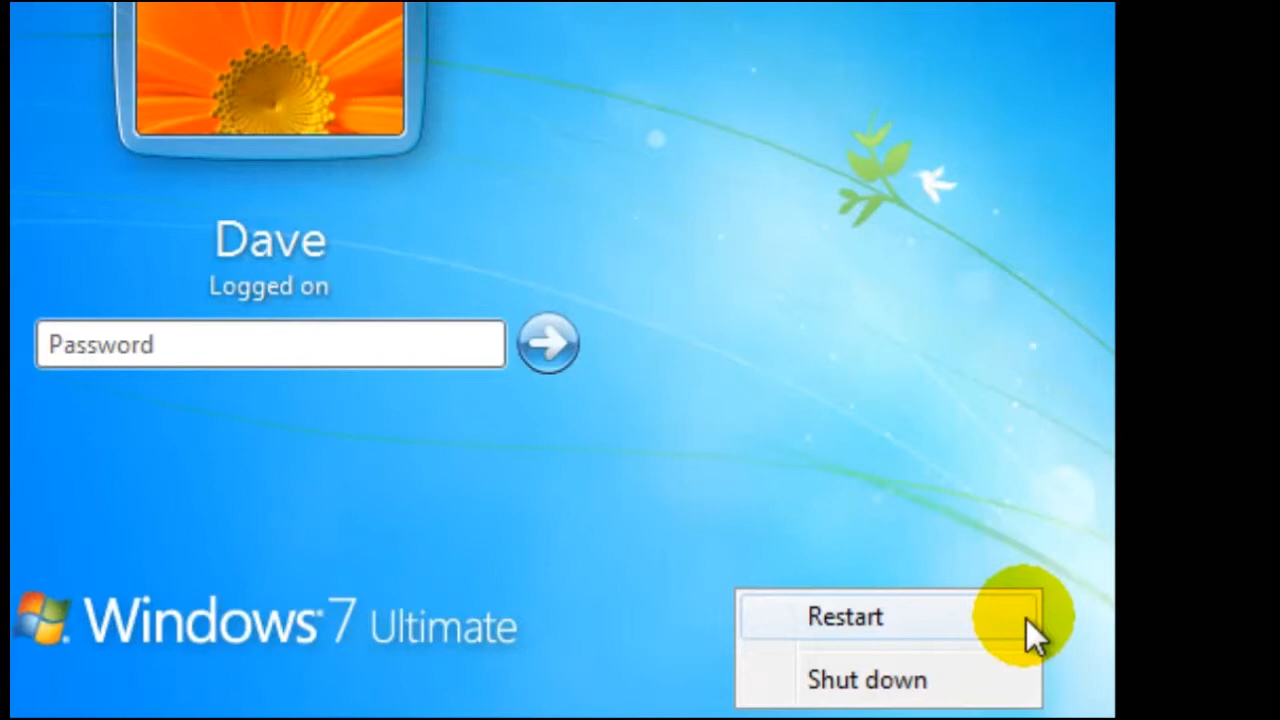 Dave
Logged on
Password
Windows 7 Ultimate
Restart
Shut down